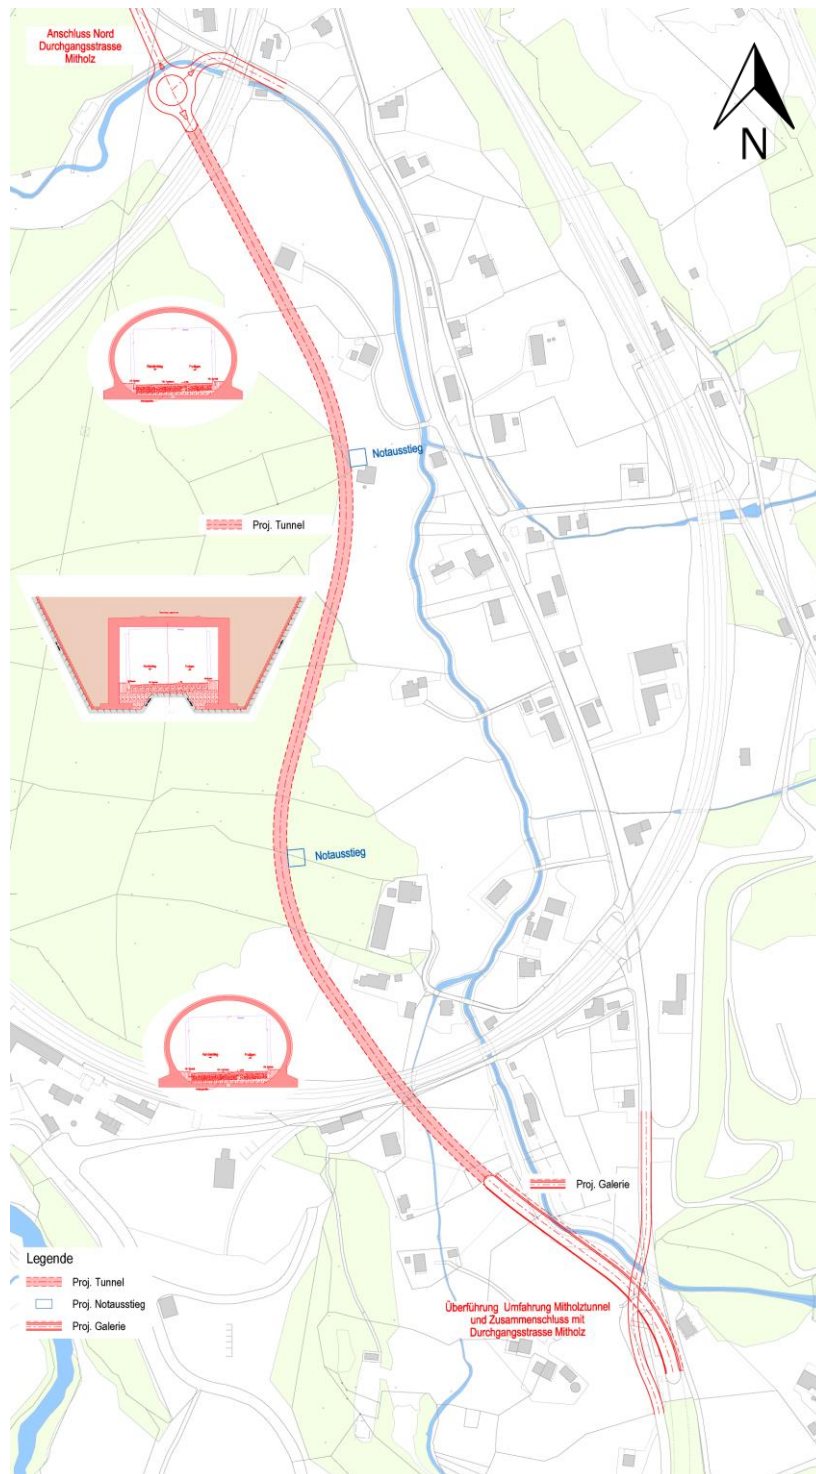 Anschluss Nord
Durchgangsstrasse
Mitholz
N
Notausstieg
Proj. Tunnel
Notausstieg
Proj. Galerie
Legende
Proj. Tunnel
Proj. Notausstieg
Proj. Galerie
Überführung Umfahrung Mitholztunnel
und Zusammenschluss mit
Durchgangsstrasse Mitholz